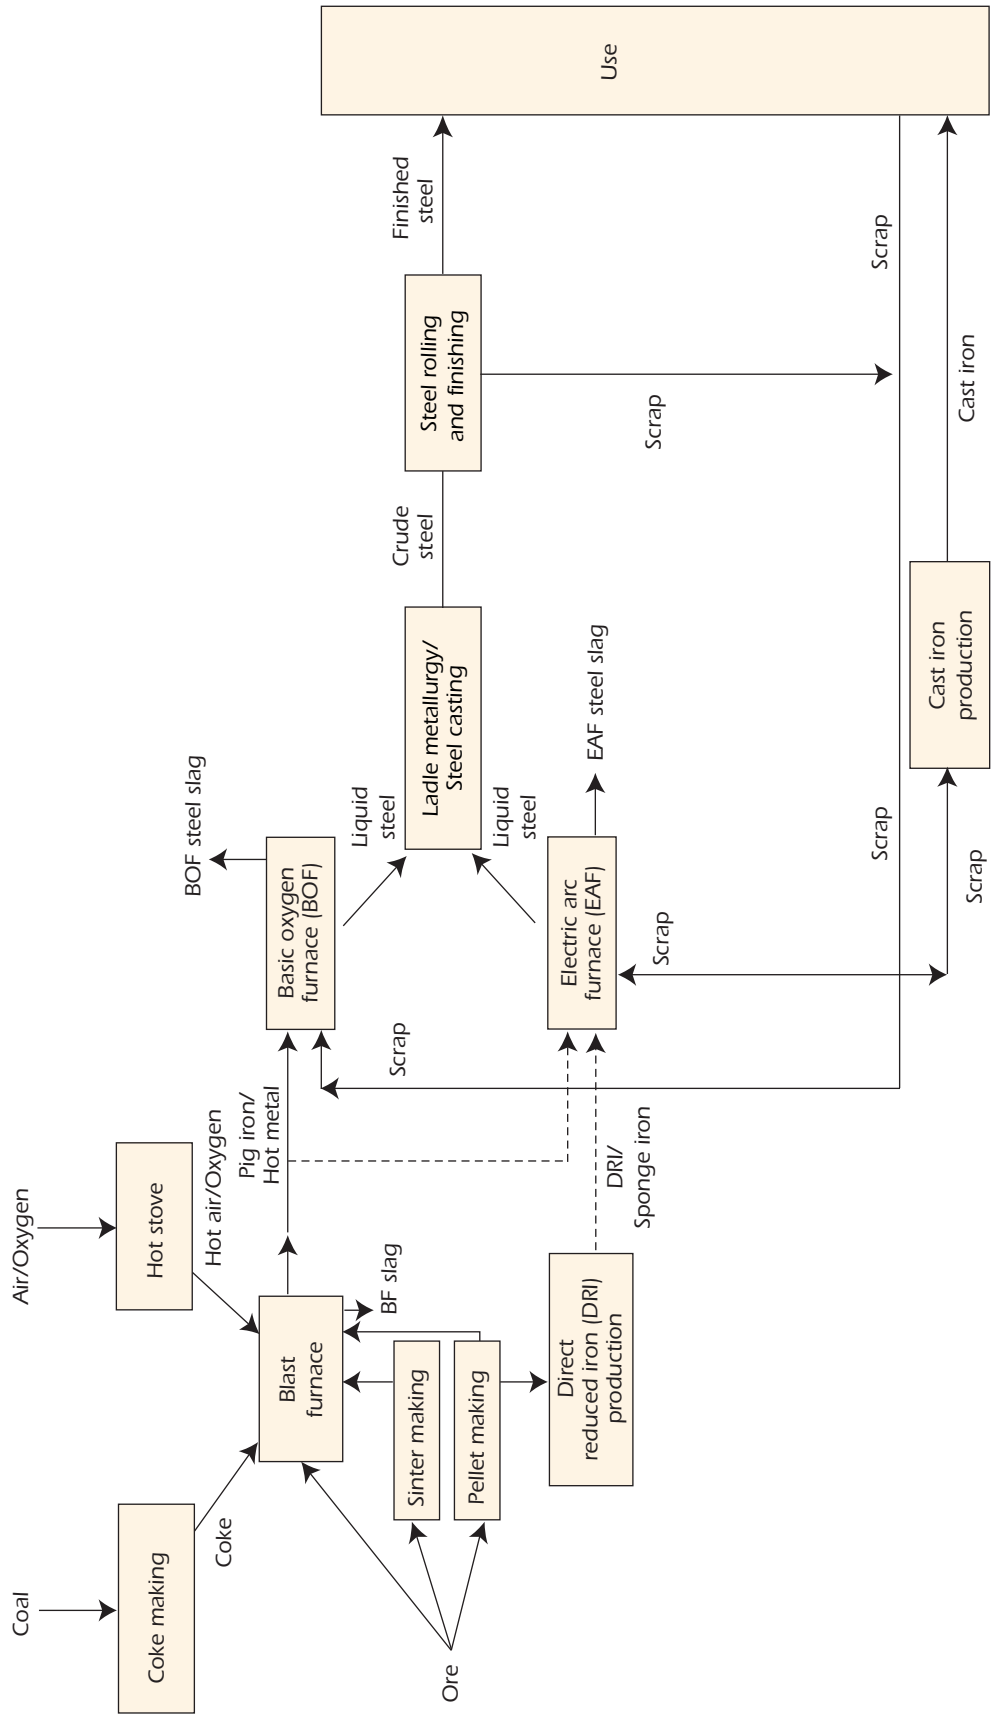 Coal
Coke making
Coke
Air/Oxygen
Hot stove
Hot air/Oxygen
Ore
Sinter making
Pellet making
Blast
furnace
BF slag
Direct
reduced iron (DRI)
production
Pig iron/
Hot metal
DRI/
Sponge iron
Scrap
BOF steel slag
Basic oxygen
furnace (BOF)
Liquid
steel
Liquid
steel
Electric arc
furnace (EAF)
EAF steel slag
Scrap
Ladle metallurgy/
Steel casting
Crude
steel
Steel rolling
and finishing
Finished
steel
Scrap
Scrap
Scrap
Scrap
Cast iron
production
Cast iron
Use